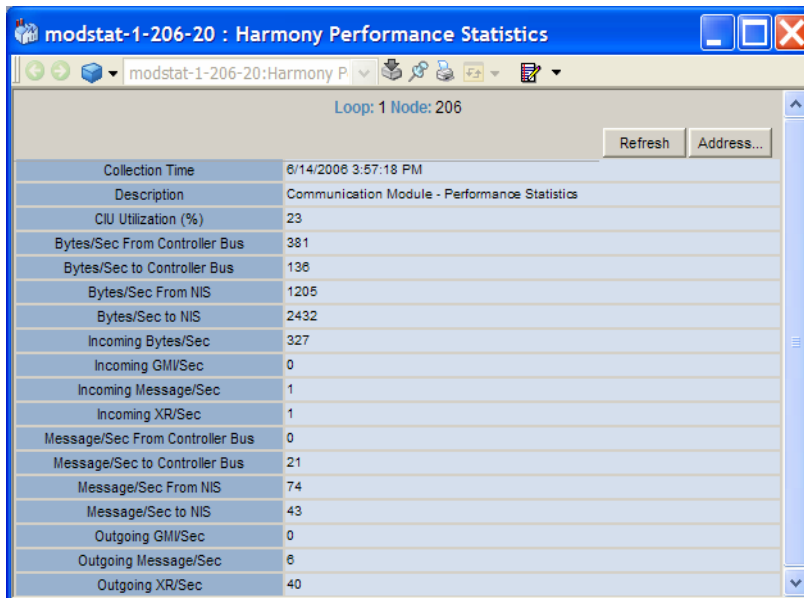 modstat-1-206-20 : Harmony Performance Statistics
modstat-1-206-20:Harmony P
Loop: 1 Node: 206
Refresh Address...
Collection Time 6/14/2006 3:57:18 PM
Description Communication Module - Performance Statistics
CIU Utilization (%) 23
Bytes/Sec From Controller Bus 381
Bytes/Sec to Controller Bus 136
Bytes/Sec From NIS 1205
Bytes/Sec to NIS 2432
Incoming Bytes/Sec 327
Incoming GMI/Sec 0
Incoming Message/Sec 1
Incoming XR/Sec 1
Message/Sec From Controller Bus 0
Message/Sec to Controller Bus 21
Message/Sec From NIS 74
Message/Sec to NIS 43
Outgoing GMI/Sec 0
Outgoing Message/Sec 6
Outgoing XR/Sec 40